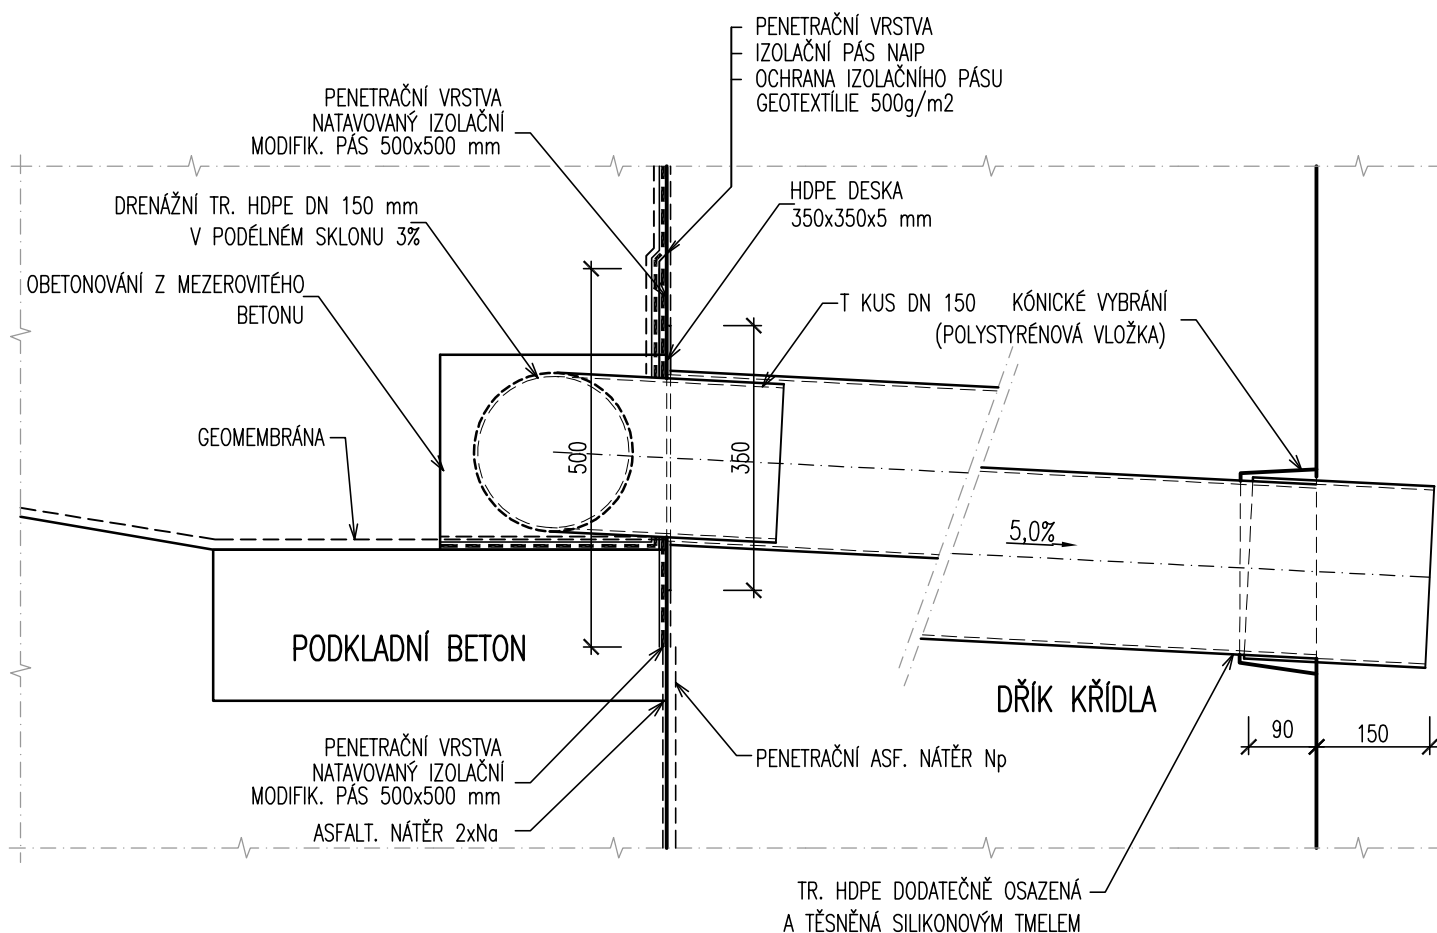 PENETRAČNÍ VRSTVA
IZOLAČNÍ PÁS NAIP
OCHRANA IZOLAČNÍHO PÁSU
GEOTEXTÍLIE 500g/m2
PENETRAČNÍ VRSTVA
NATAVOVANÝ IZOLAČNÍ
MODIFIK. PÁS 500x500 mm
DRENÁŽNÍ TR. HDPE DN 150 mm
V PODÉLNÉM SKLONU 3%
HDPE DESKA
350x350x5 mm
OBETONOVÁNÍ Z MEZEROVITÉHO
BETONU
T KUS DN 150
KÓNICKÉ VYBRÁNÍ
(POLYSTYRÉNOVÁ VLOŽKA)
GEOMEMBRÁNA
500
350
5,0%
PODKLADNÍ BETON
DŘÍK KŘÍDLA
90
150
PENETRAČNÍ VRSTVA
NATAVOVANÝ IZOLAČNÍ
MODIFIK. PÁS 500x500 mm
ASFALT. NÁTĚR 2xNa
PENETRAČNÍ ASF. NÁTĚR Np
TR. HDPE DODATEČNĚ OSAZENÁ
A TĚSNĚNÁ SILIKONOVÝM TMELEM